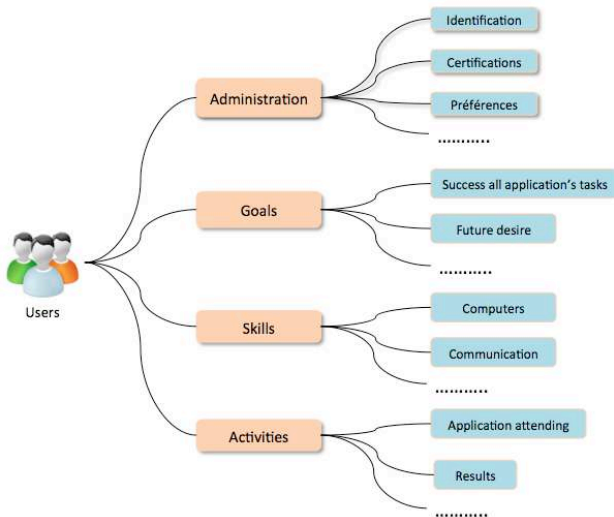 Identification
Certifications
Administration
Préférences
...........
Success all application's tasks
Goals
Future desire
...........
Users
Computers
Skills
Communication
...........
Application attending
Activities
Results
...........